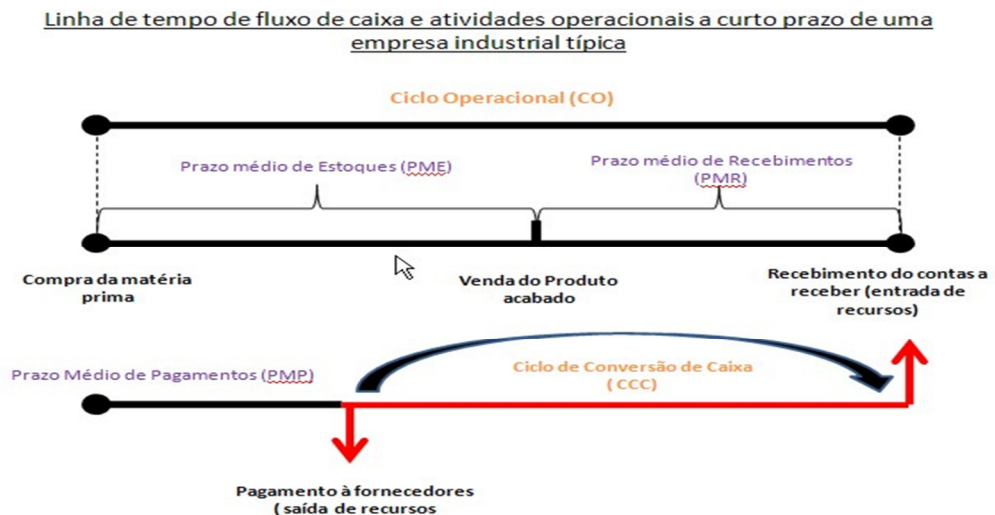 Linha de tempo de fluxo de caixa e atividades operacionais a curto prazo de uma
empresa industrial típica
Ciclo Operacional (CO)
Prazo médio de Estoques (PME)
Prazo médio de Recebimentos
(PMR)
Compra da matéria
prima
Venda do Produto
acabado
Recebimento do contas a
receber (entrada de
recursos)
Prazo Médio de Pagamentos (PMP)
Ciclo de Conversão de Caixa
( CCC)
Pagamento à fornecedores
( saída de recursos